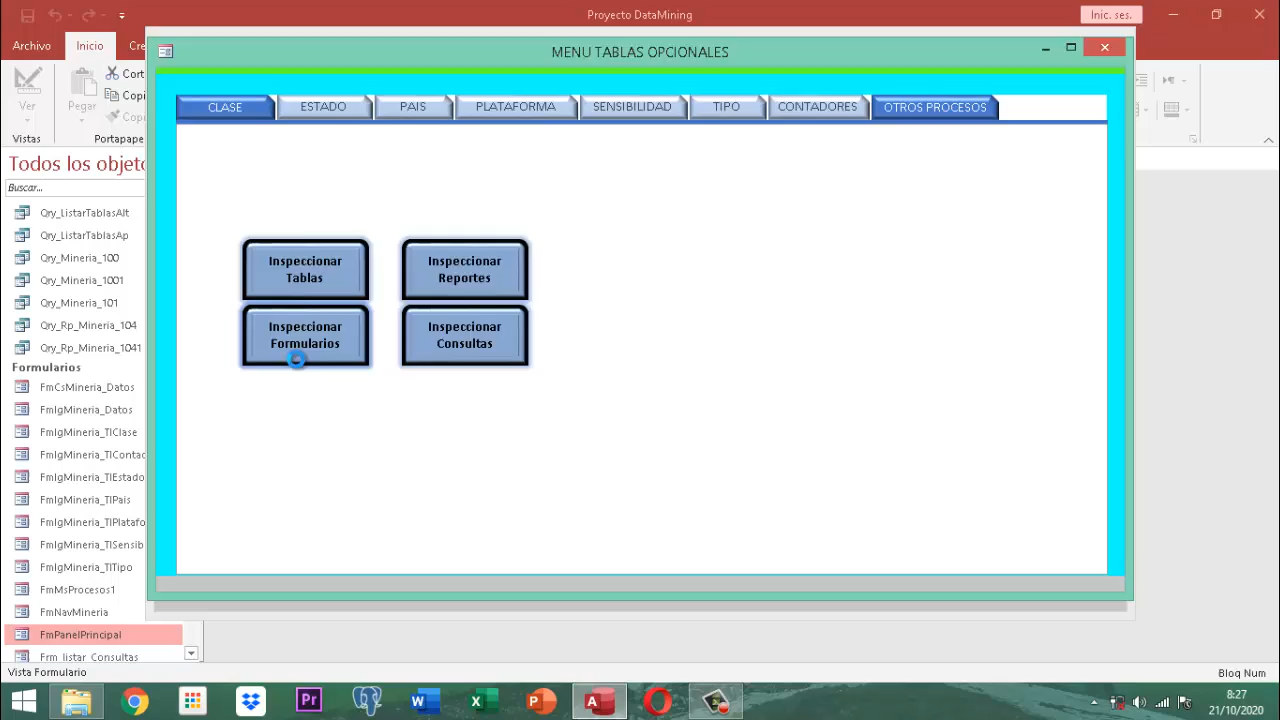 Proyecto DataMining
Inic. ses.
Archivo
Inicio
Cre
Cort
Copi
Ver
Pegar
Copi
Vistas
Portapape
Todos los objeto
Buscar...
Qry_ListarTablasAlt
Qry_ListarTablasAp
Qry_Mineria_100
Qry_Mineria_1001
Qry_Mineria_101
Qry_Rp_Mineria_104
Qry_Rp_Mineria_1041
Formularios
FmCsMineria_Datos
FmIgMineria_Datos
FmIgMineria_TlClase
FmIgMineria_TlContac
FmIgMineria_TlEstado
FmIgMineria_TlPais
FmIgMineria_TlPlatafo
FmIgMineria_TlSensib
FmIgMineria_TlTipo
FmMsProcesos1
FmNavMineria
FmPanelPrincipal
Frm_listar_Consultas
MENU TABLAS OPCIONALES
CLASE
ESTADO
PAIS
PLATAFORMA
SENSIBILIDAD
TIPO
CONTADORES
OTROS PROCESOS
Inspeccionar
Tablas
Inspeccionar
Reportes
Inspeccionar
Formularios
Inspeccionar
Consultas
Vista Formulario
Bloq Num
8:27
21/10/2020